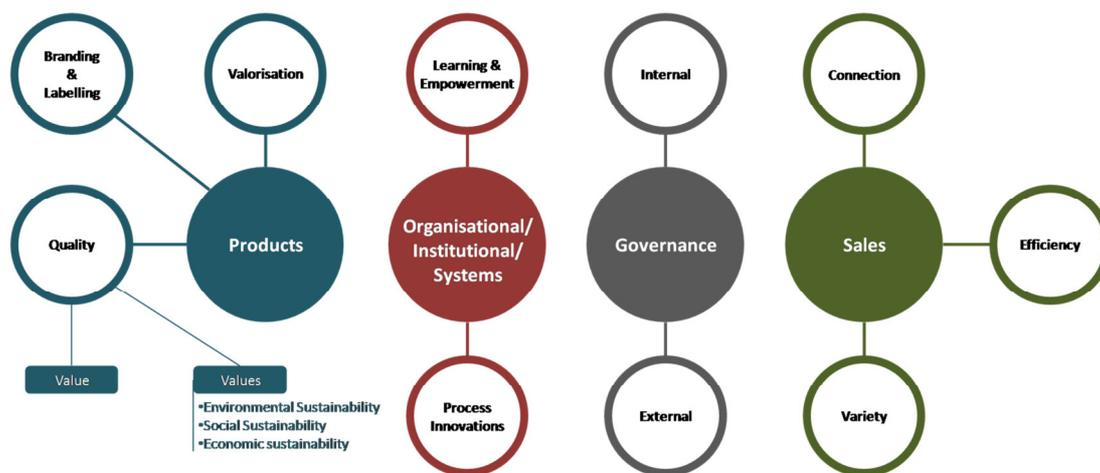 Branding
&
Labelling
Valorisation
Learning &
Empowerment
Internal
Connection
Quality
Products
Organisational/
Institutional/
Systems
Governance
Sales
Efficiency
Value
Values
•Environmental Sustainability
•Social Sustainability
•Economic sustainability
Process
Innovations
External
Variety